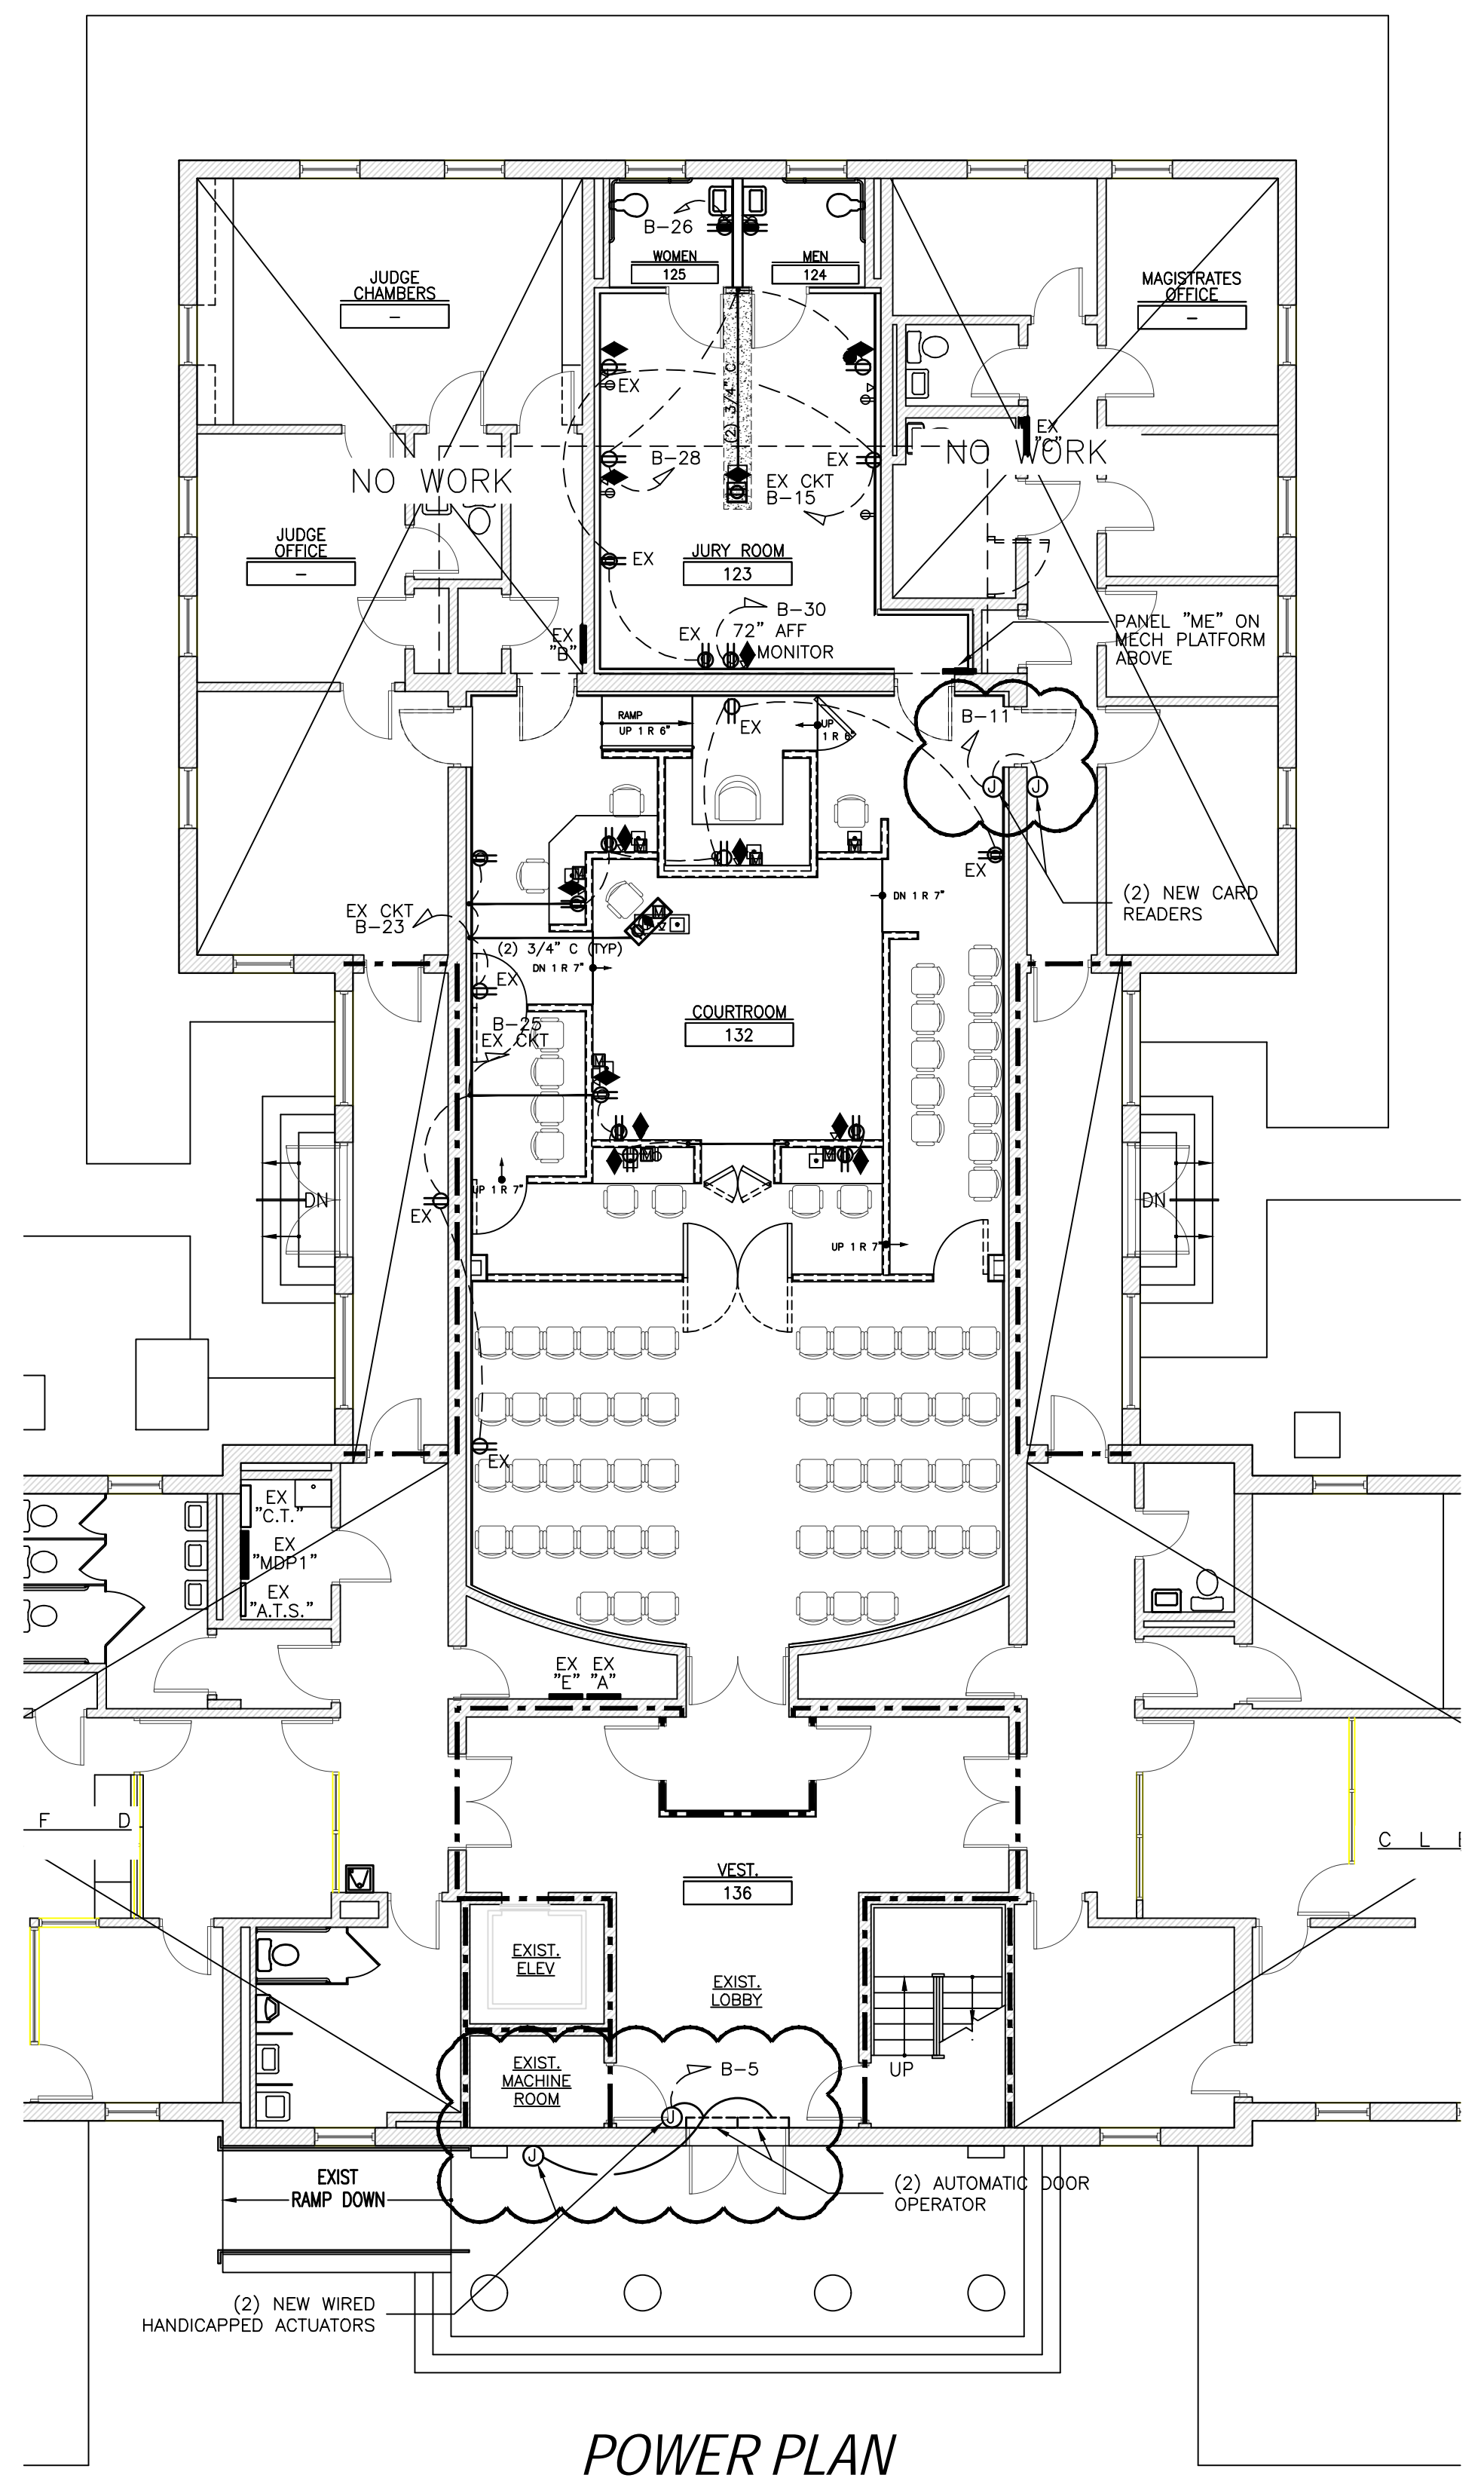 B-26
WOMEN
125
MEN
124
JUDGE
CHAMBERS
-
MAGISTRATES
OFFICE
-
EX
(2) 3/4" C
EX
"C"
NO WORK
B-28
EX
EX CKT
B-15
NO WORK
JUDGE
OFFICE
-
EX
JURY ROOM
123
B-30
72" AFF
MONITOR
EX
EX
"B"
PANEL "ME" ON
MECH PLATFORM
ABOVE
RAMP
UP 1 R 6"
EX
UP
1 R 6"
B-11
J
J
M
M
M
M
EX
(2) NEW CARD
READERS
DN 1 R 7"
M
EX CKT
B-23
(2) 3/4" C (TYP)
DN 1 R 7"
EX
COURTROOM
132
B-25
EX CKT
M
UP 1 R 7"
DN
EX
DN
UP 1 R 7"
EX
EX
"C.T."
EX
"MDP1"
EX
"A.T.S."
EX
"E"
EX
"A"
F D
C L
VEST.
136
EXIST.
ELEV
EXIST.
LOBBY
EXIST.
MACHINE
ROOM
B-5
UP
J
J
EXIST
RAMP DOWN
(2) AUTOMATIC DOOR
OPERATOR
(2) NEW WIRED
HANDICAPPED ACTUATORS
POWER PLAN